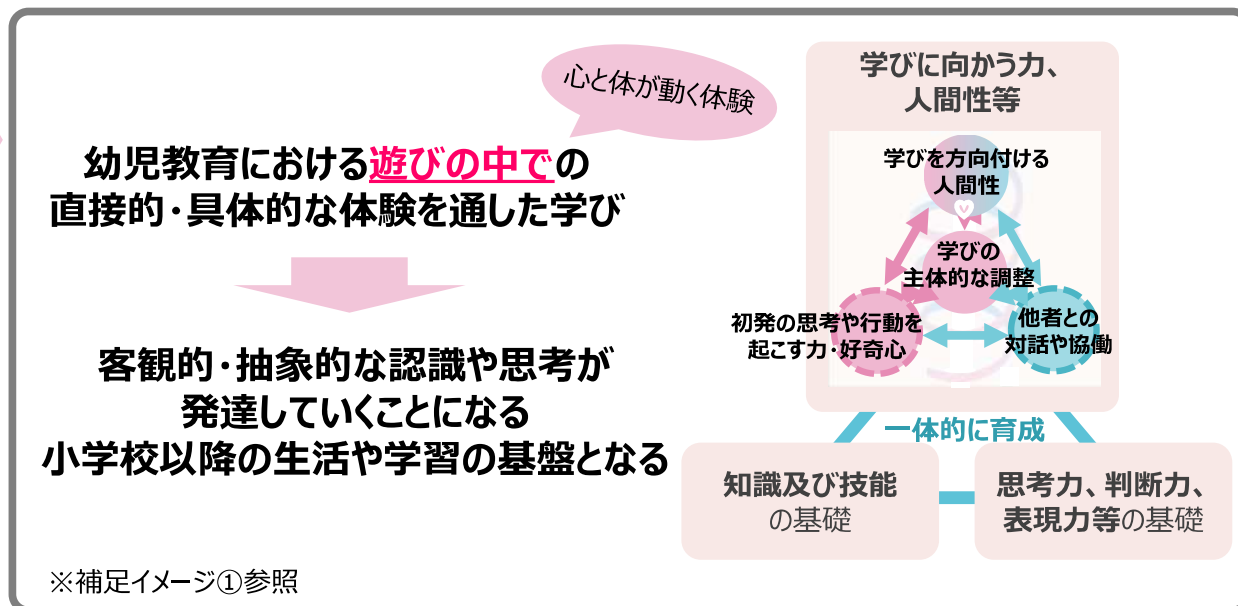 心と体が動く体験
幼児教育における遊びの中での
直接的・具体的な体験を通した学び
客観的・抽象的な認識や思考が
発達していくことになる
小学校以降の生活や学習の基盤となる
※補足イメージ①参照
学びに向かう力、
人間性等
学びを方向付ける
人間性
学びの
主体的な調整
初発の思考や行動を
起こす力・好奇心
他者との
対話や協働
一体的に育成
知識及び技能
の基礎
思考力、判断力、
表現力等の基礎